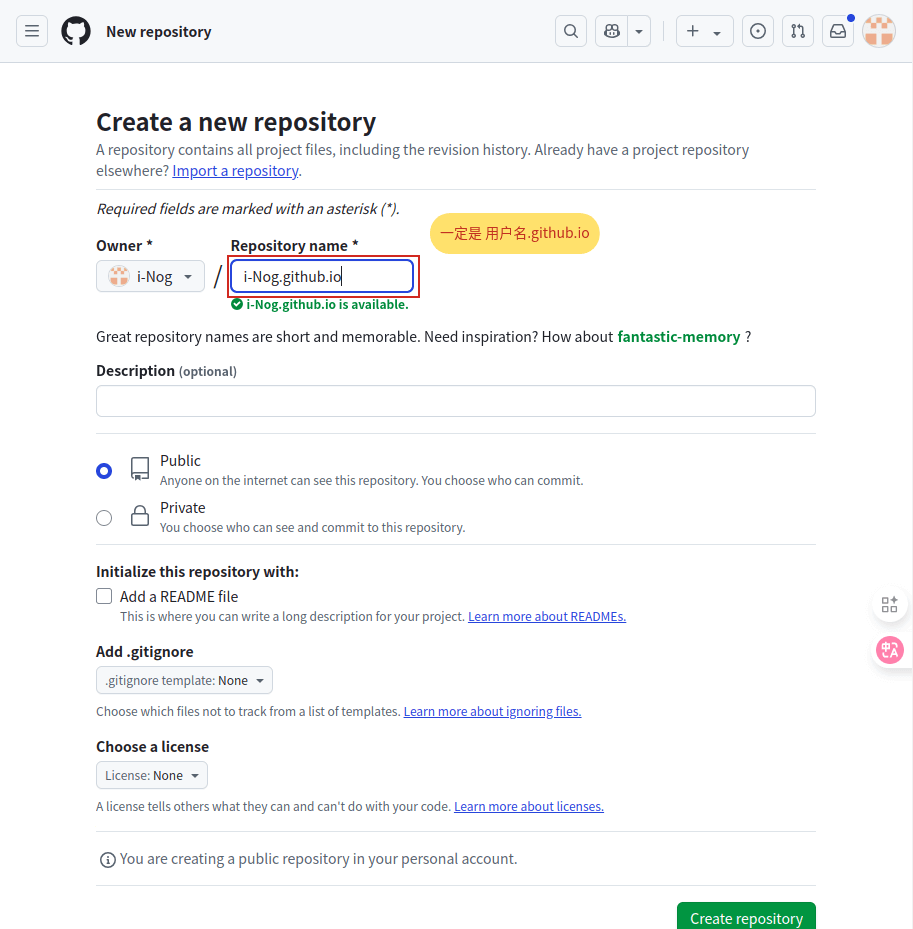 New repository
Create a new repository
A repository contains all project files, including the revision history. Already have a project repository
elsewhere? Import a repository.
Required fields are marked with an asterisk (*).
一定是 用户名.github.io
Owner *
Repository name *
i-Nog
/
i-Nog.github.io
i-Nog.github.io is available.
Great repository names are short and memorable. Need inspiration? How about fantastic-memory ?
Description (optional)
Public
Anyone on the internet can see this repository. You choose who can commit.
Private
You choose who can see and commit to this repository.
Initialize this repository with:
Add a README file
This is where you can write a long description for your project. Learn more about READMEs.
Add .gitignore
.gitignore template: None
Choose which files not to track from a list of templates. Learn more about ignoring files.
Choose a license
License: None
A license tells others what they can and can't do with your code. Learn more about licenses.
You are creating a public repository in your personal account.
Create repository